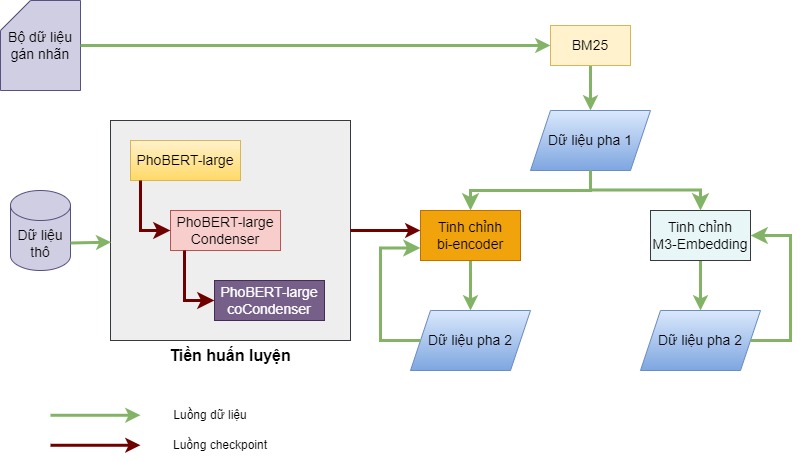 Bộ dữ liệu
gán nhãn
BM25
Dữ liệu pha 1
PhoBERT-large
PhoBERT-large
Condenser
PhoBERT-large
coCondenser
Tiền huấn luyện
Dữ liệu
thô
Tinh chỉnh
bi-encoder
Tinh chỉnh
M3-Embedding
Dữ liệu pha 2
Dữ liệu pha 2
Luồng dữ liệu
Luồng checkpoint